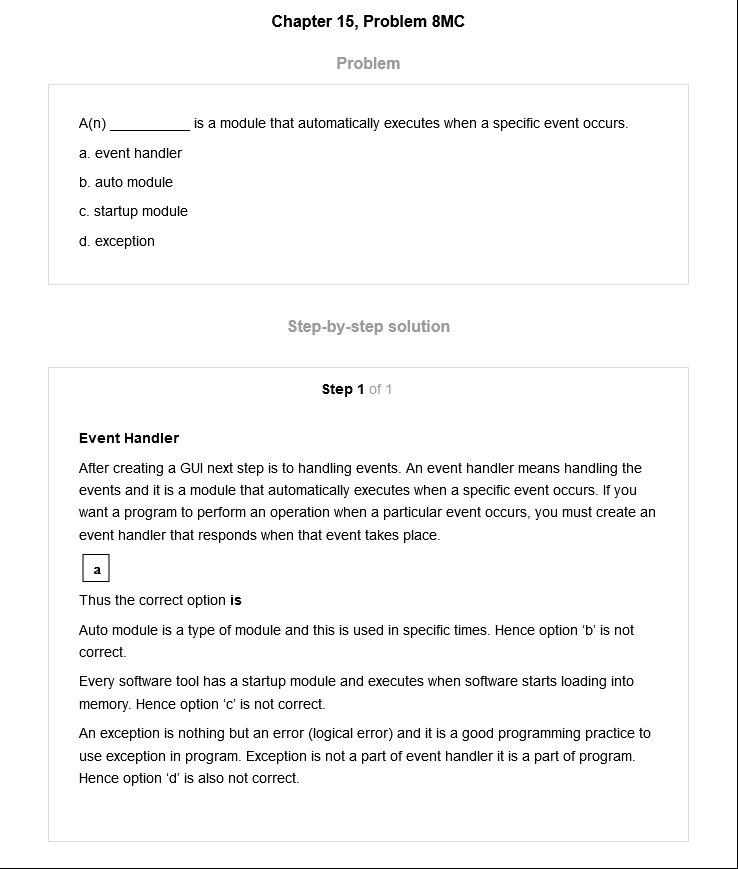 Chapter 15, Problem 8MC
Problem
A(n) __________ is a module that automatically executes when a specific event occurs.
a. event handler
b. auto module
c. startup module
d. exception
Step-by-step solution
Step 1 of 1
Event Handler
After creating a GUI next step is to handling events. An event handler means handling the
events and it is a module that automatically executes when a specific event occurs. If you
want a program to perform an operation when a particular event occurs, you must create an
event handler that responds when that event takes place.
a
Thus the correct option is
Auto module is a type of module and this is used in specific times. Hence option ‘b’ is not
correct.
Every software tool has a startup module and executes when software starts loading into
memory. Hence option ‘c’ is not correct.
An exception is nothing but an error (logical error) and it is a good programming practice to
use exception in program. Exception is not a part of event handler it is a part of program.
Hence option ‘d’ is also not correct.